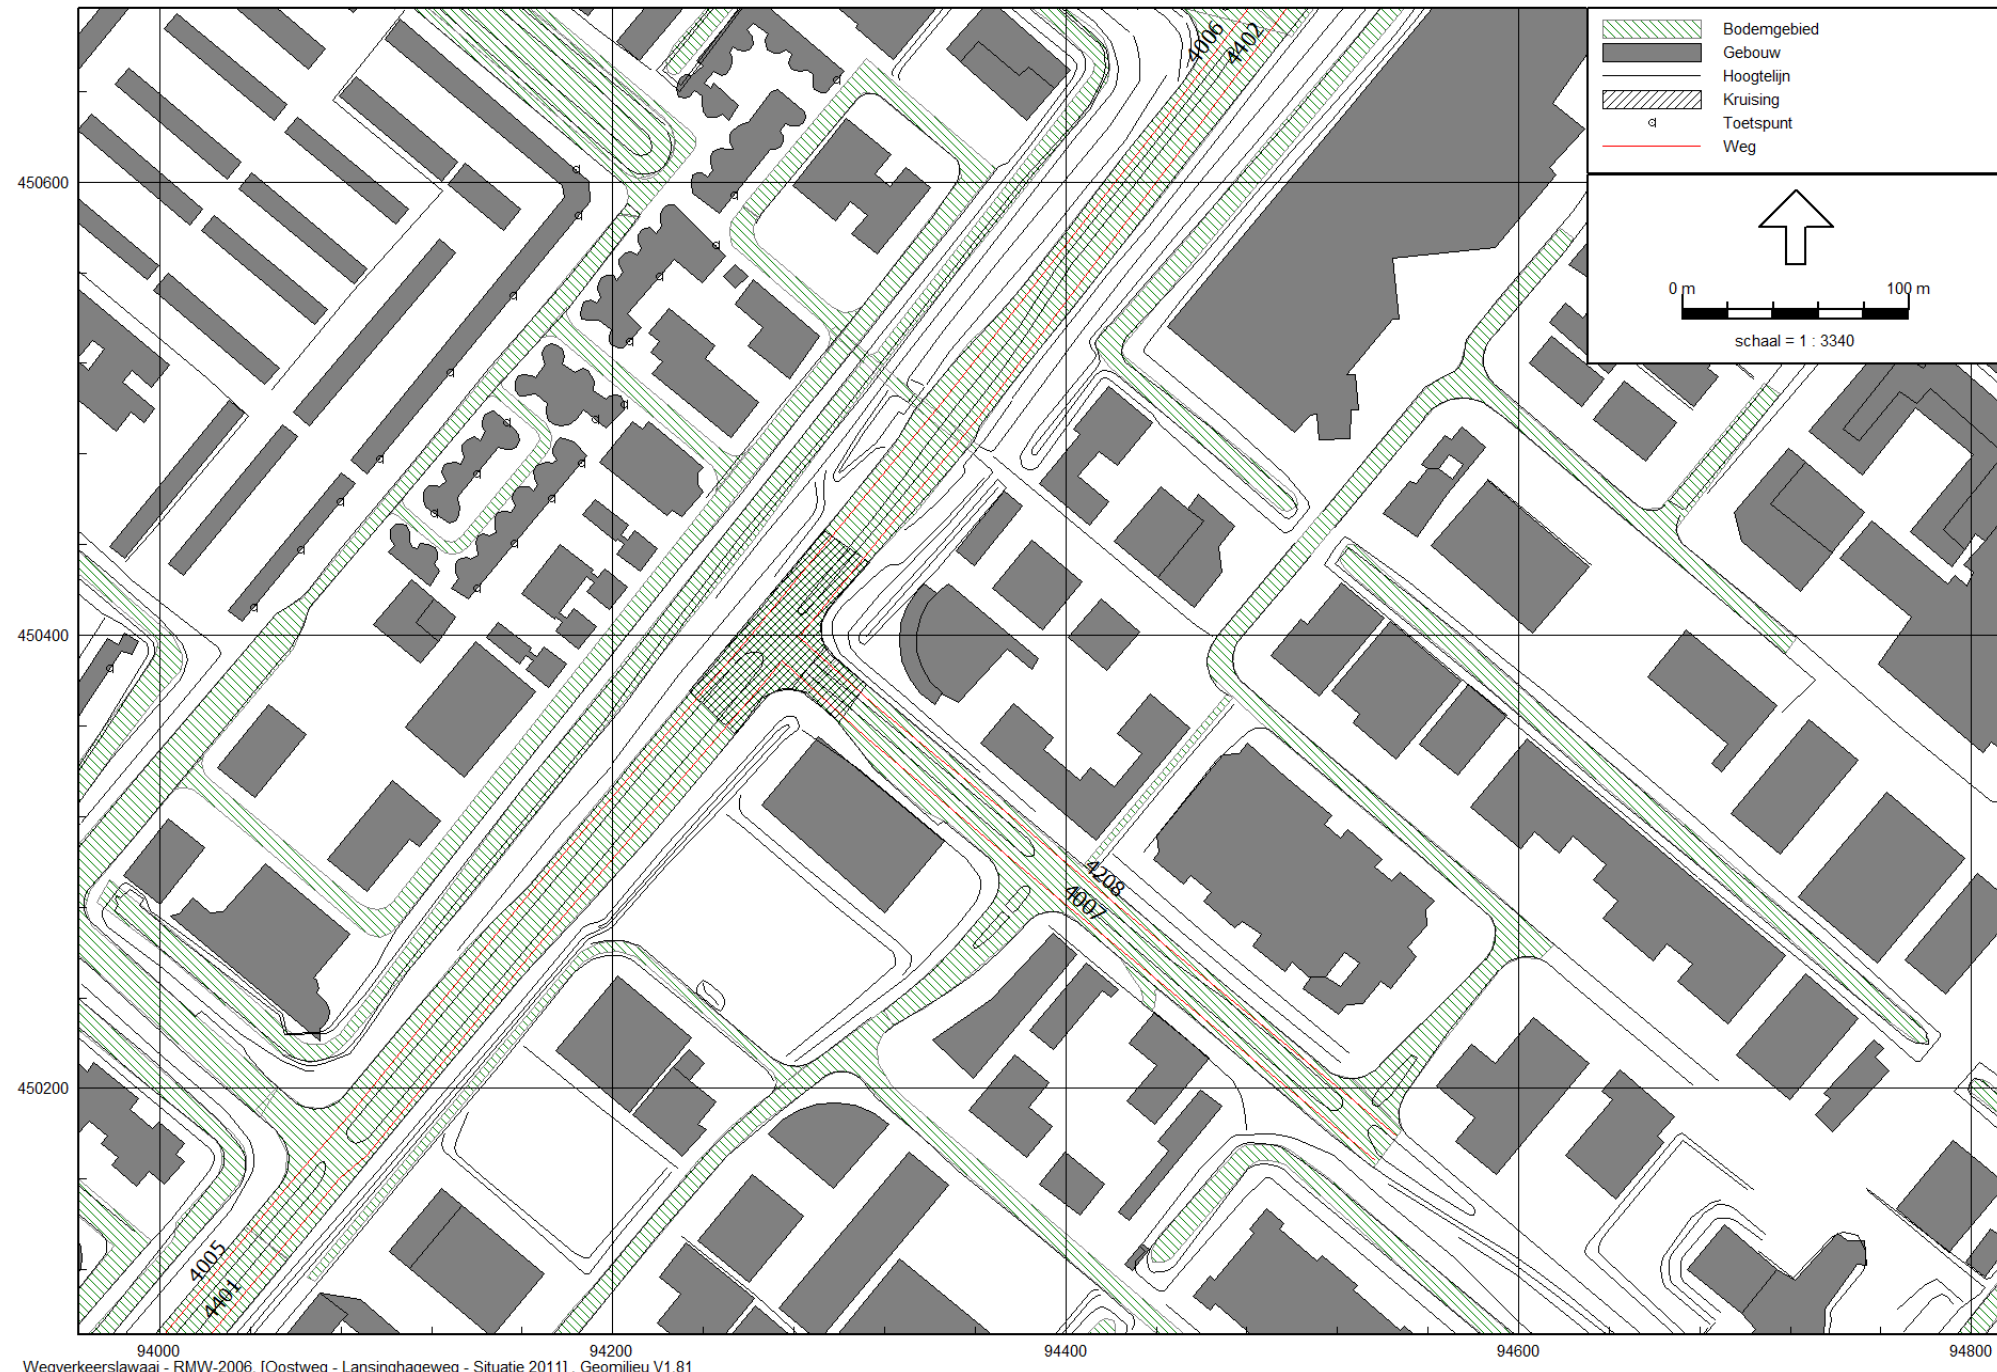 4006
4402
Bodemgebied
Gebouw
Hoogtelijn
Kruising
Toetspunt
Weg
0 m 100 m
schaal = 1 : 3340
450600
450400
450200
4208
4007
4005
4401
94000 94200 94400 94600 94800
Wegverkeerslawaai - RMW-2006, [Oostweg - Lansinghageweg - Situatie 2011], Geomilieu V1.81